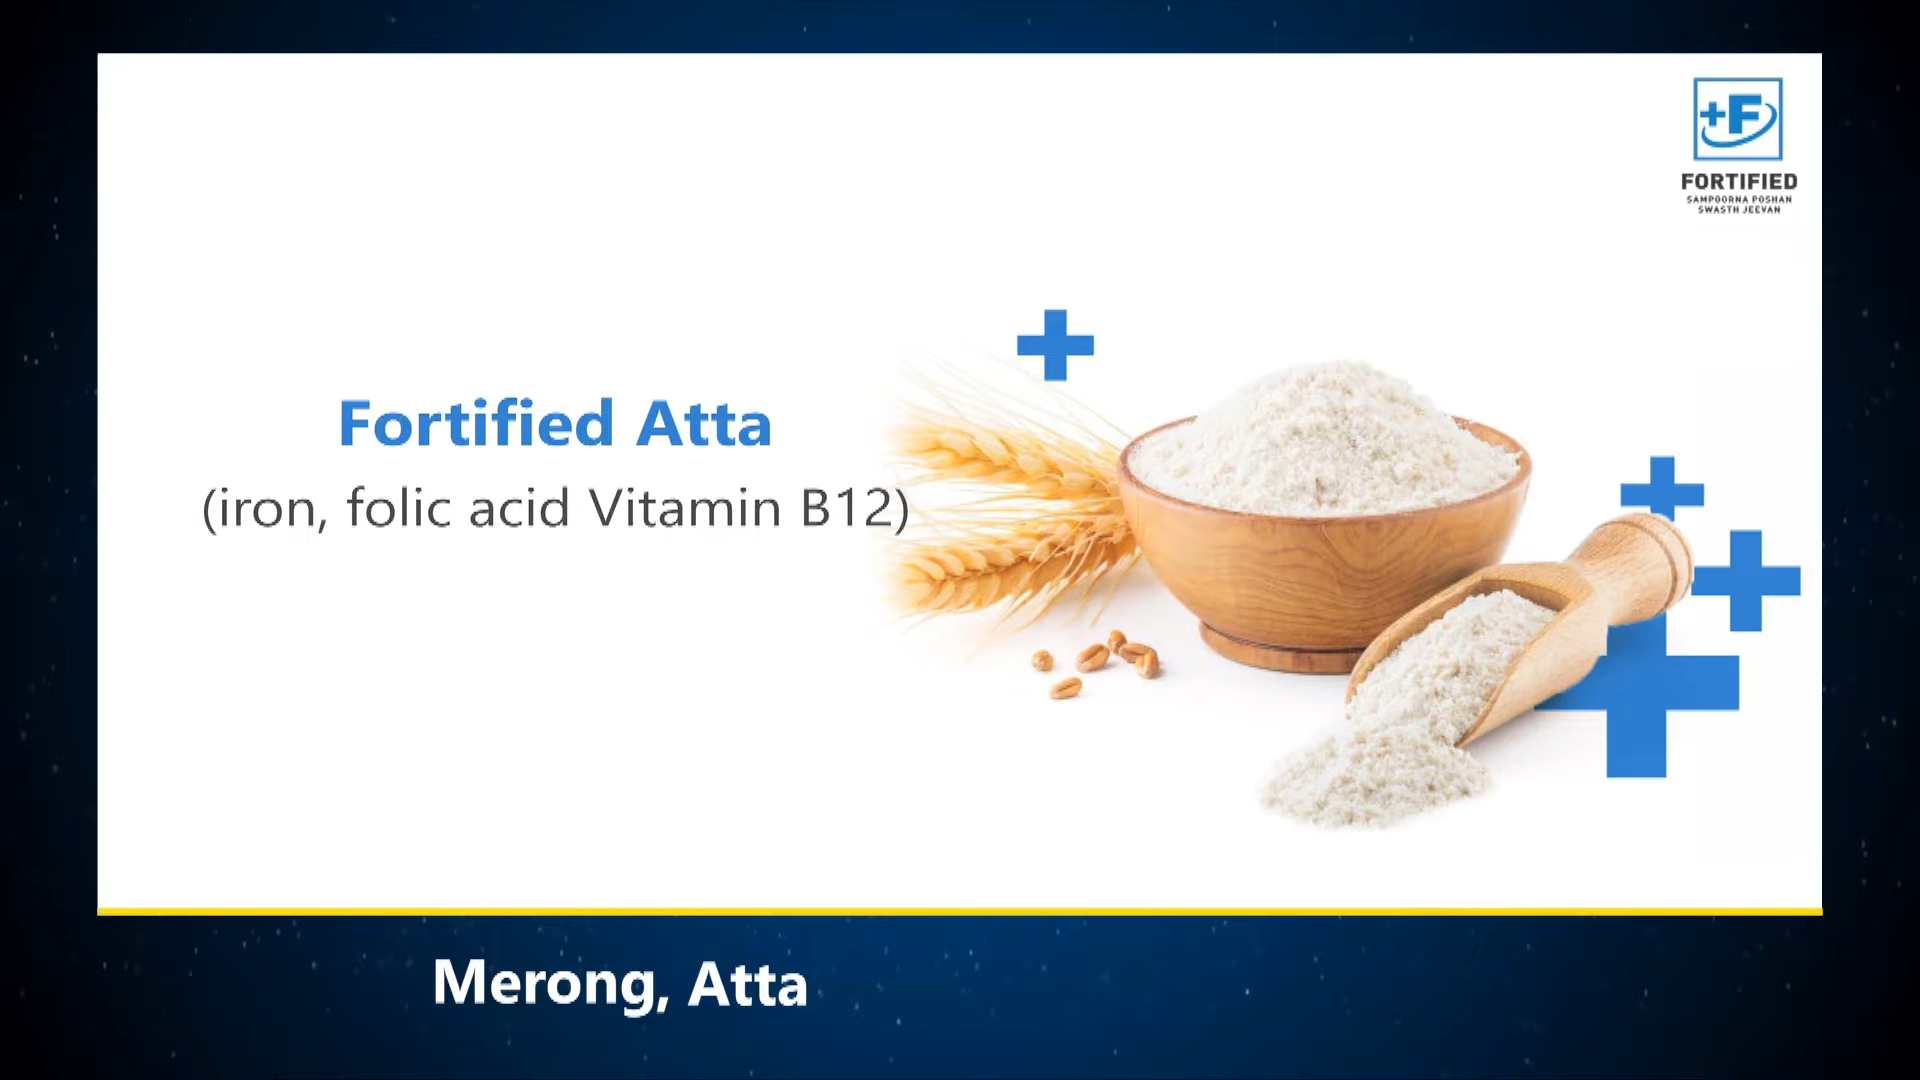 +F
FORTIFIED
SAMPOORNA POSHAN
SWASTH JEEVAN
Fortified Atta
(iron, folic acid Vitamin B12)
Merong, Atta